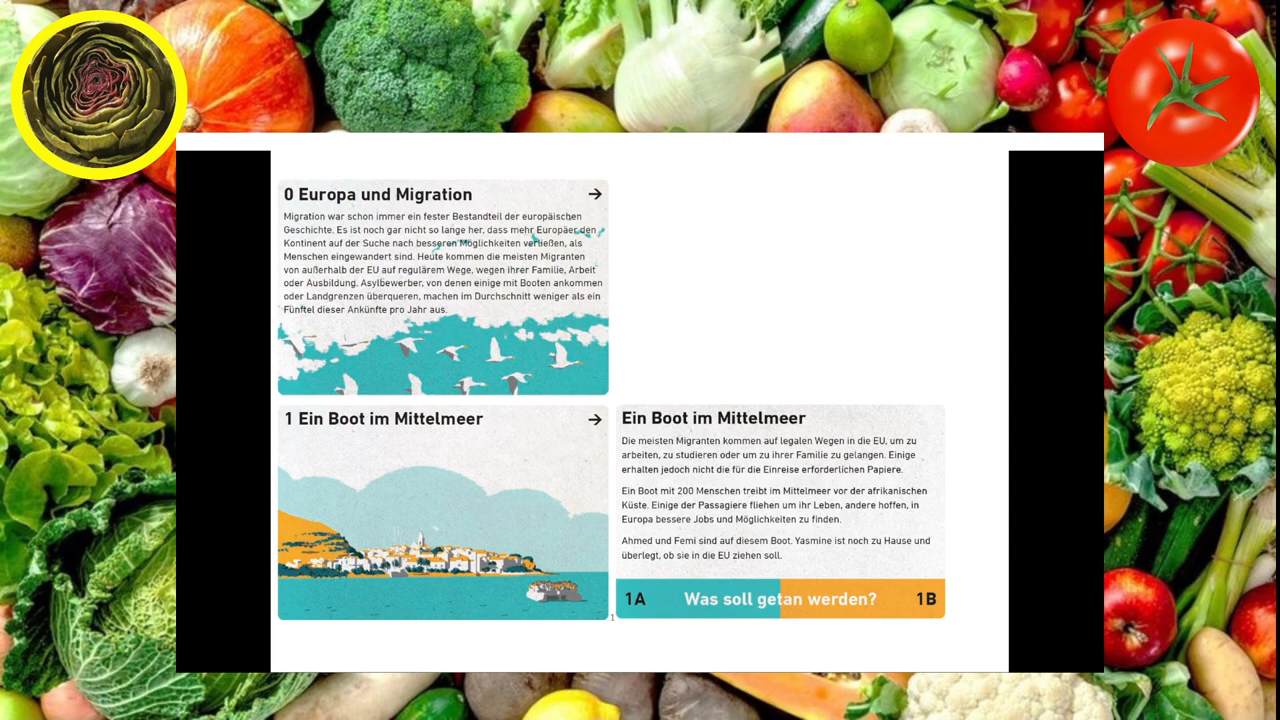 0 Europa und Migration →
Migration war schon immer ein fester Bestandteil der europäischen
Geschichte. Es ist noch gar nicht so lange her, dass mehr Europäer den
Kontinent auf der Suche nach besseren Möglichkeiten verließen, als
Menschen eingewandert sind. Heute kommen die meisten Migranten
von außerhalb der EU auf regulärem Wege, wegen ihrer Familie, Arbeit
oder Ausbildung. Asylbewerber, von denen einige mit Booten ankommen
oder Landgrenzen überqueren, machen im Durchschnitt weniger als ein
Fünftel dieser Ankünfte pro Jahr aus.
1 Ein Boot im Mittelmeer →
Ein Boot im Mittelmeer
Die meisten Migranten kommen auf legalen Wegen in die EU, um zu
arbeiten, zu studieren oder um zu ihrer Familie zu gelangen. Einige
erhalten jedoch nicht die für die Einreise erforderlichen Papiere.
Ein Boot mit 200 Menschen treibt im Mittelmeer vor der afrikanischen
Küste. Einige der Passagiere fliehen um ihr Leben, andere hoffen, in
Europa bessere Jobs und Möglichkeiten zu finden.
Ahmed und Femi sind auf diesem Boot. Yasmine ist noch zu Hause und
überlegt, ob sie in die EU ziehen soll.
1A Was soll getan werden? 1B
1